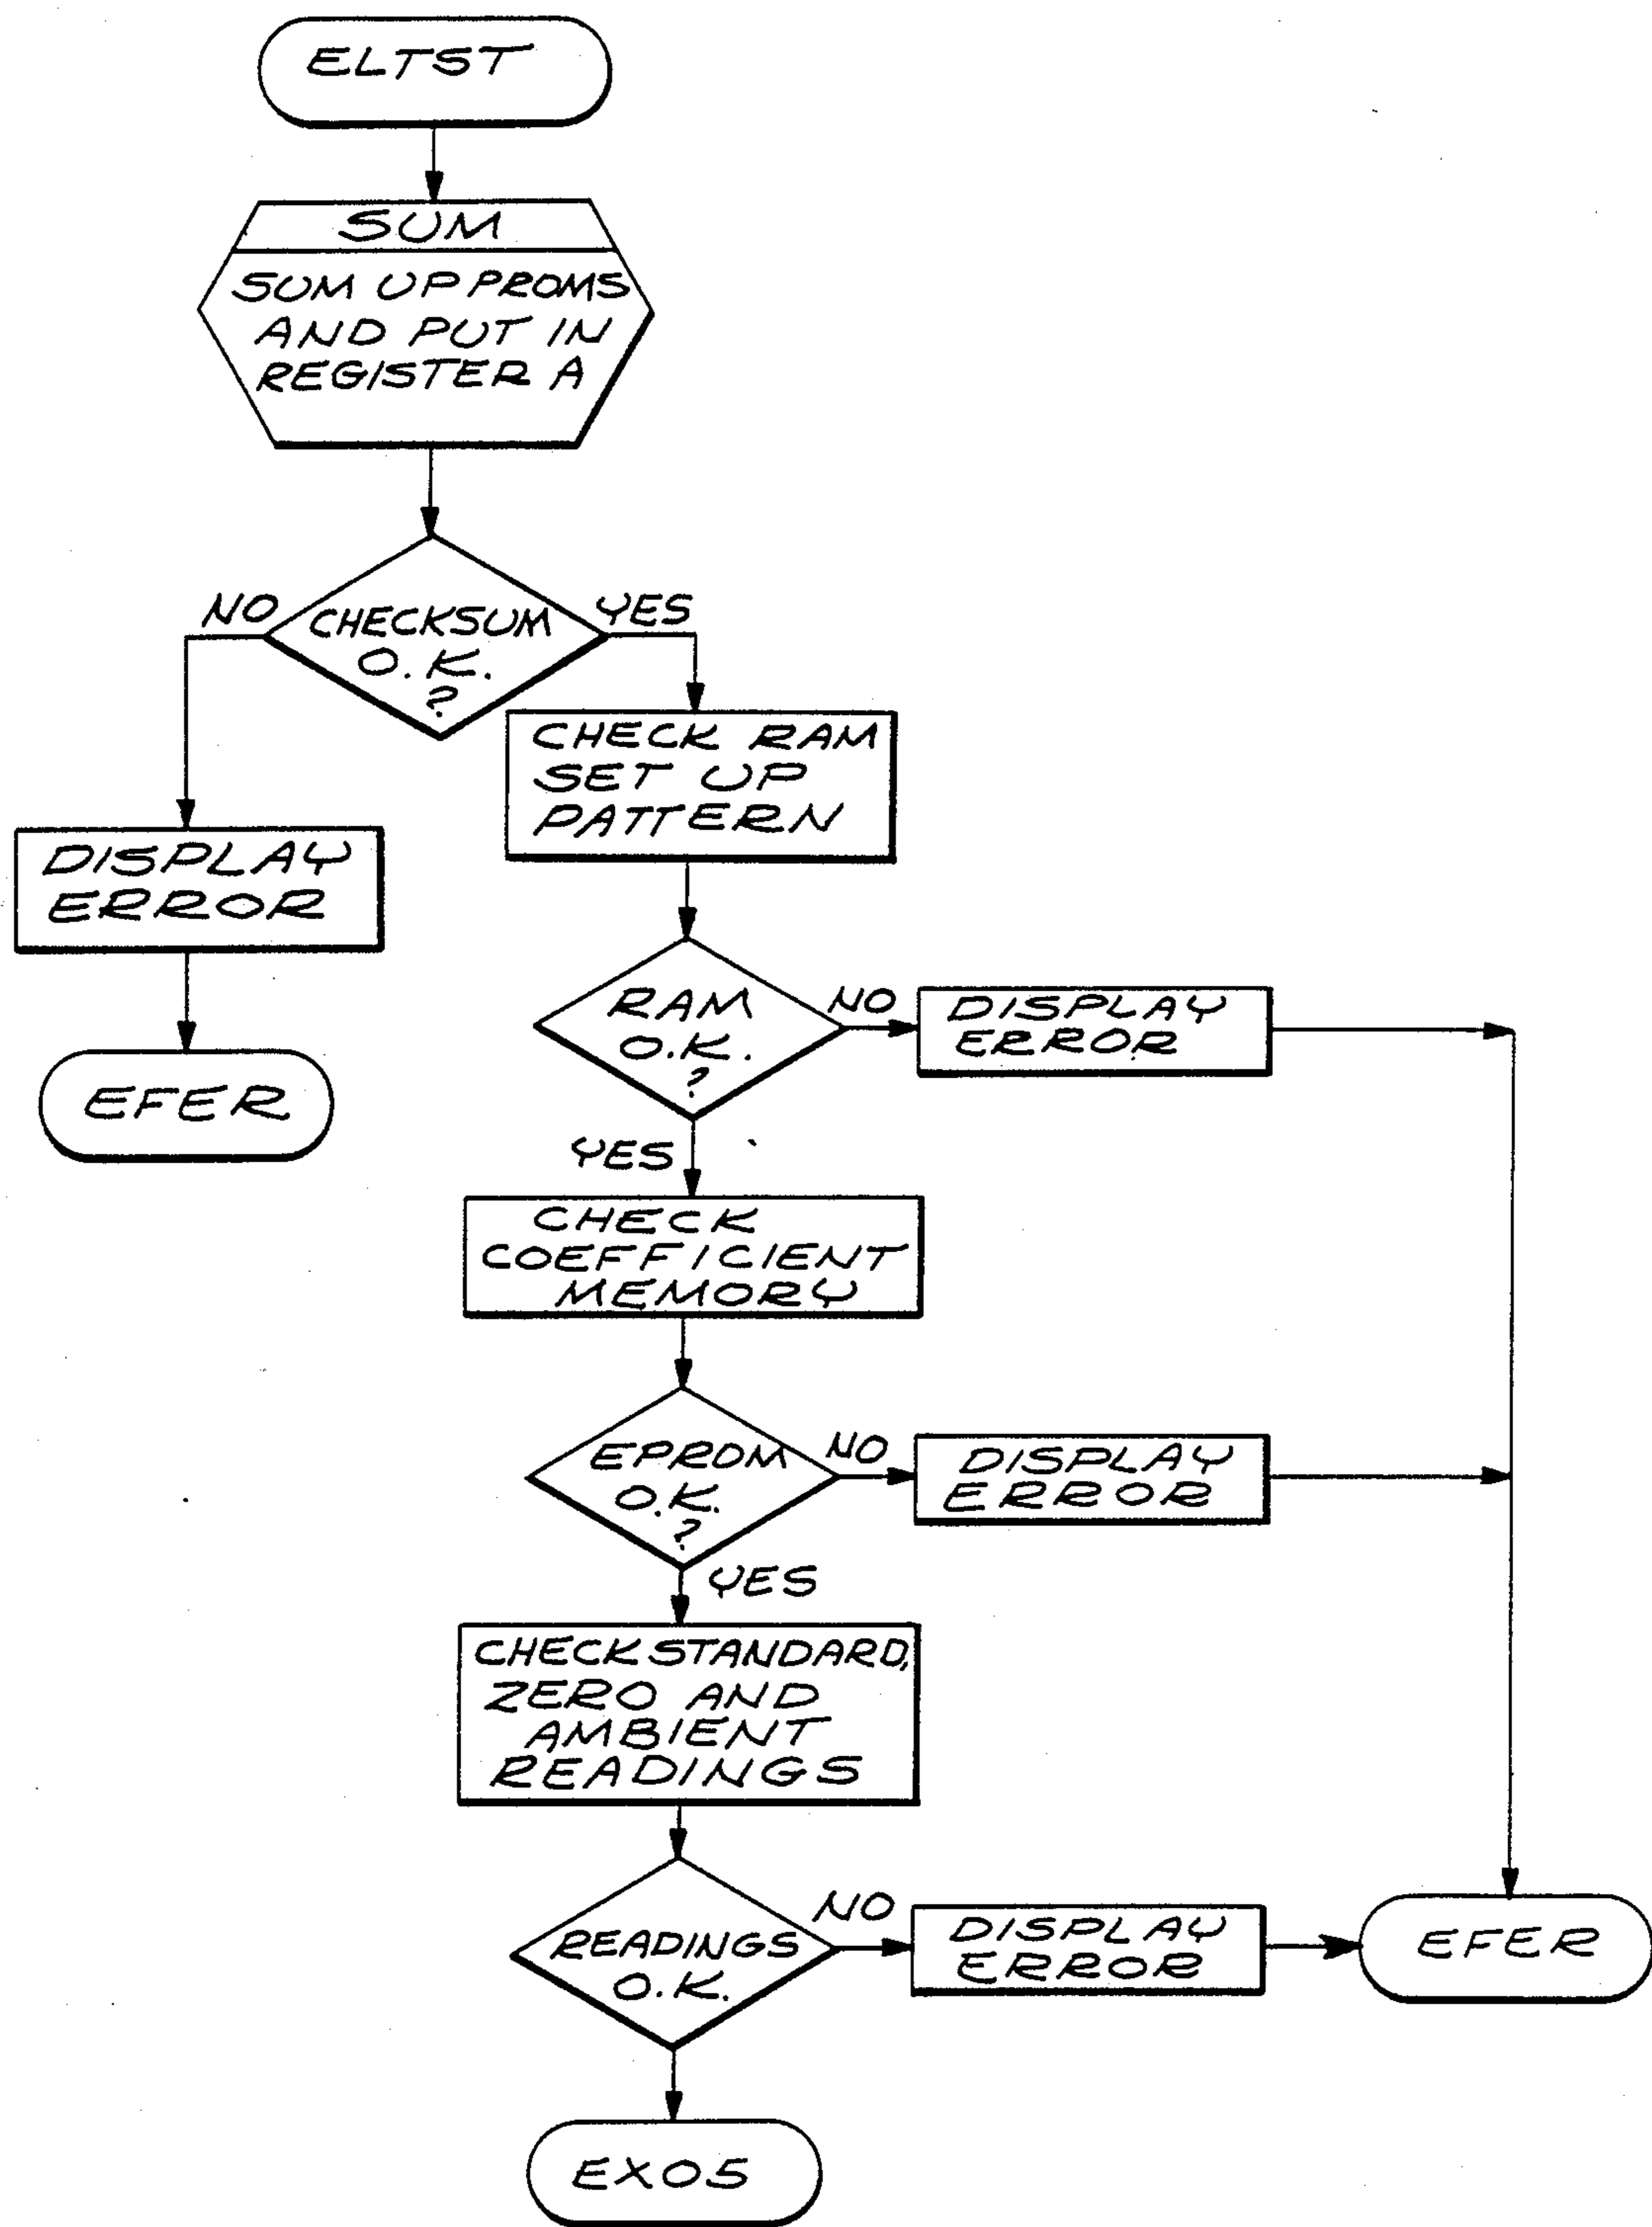 ELTST
SUM
SUM UP PROMS
AND PUT IN
REGISTER A
NO
YES
CHECKSUM
O.K.
?
CHECK RAM
SET UP
PATTERN
DISPLAY
ERROR
EFER
RAM
O.K.
?
NO
DISPLAY
ERROR
YES
CHECK
COEFFICIENT
MEMORY
EPROM
O.K.
?
NO
DISPLAY
ERROR
YES
CHECK STANDARD,
ZERO AND
AMBIENT
READINGS
READINGS
O.K.
NO
DISPLAY
ERROR
EFER
EX05